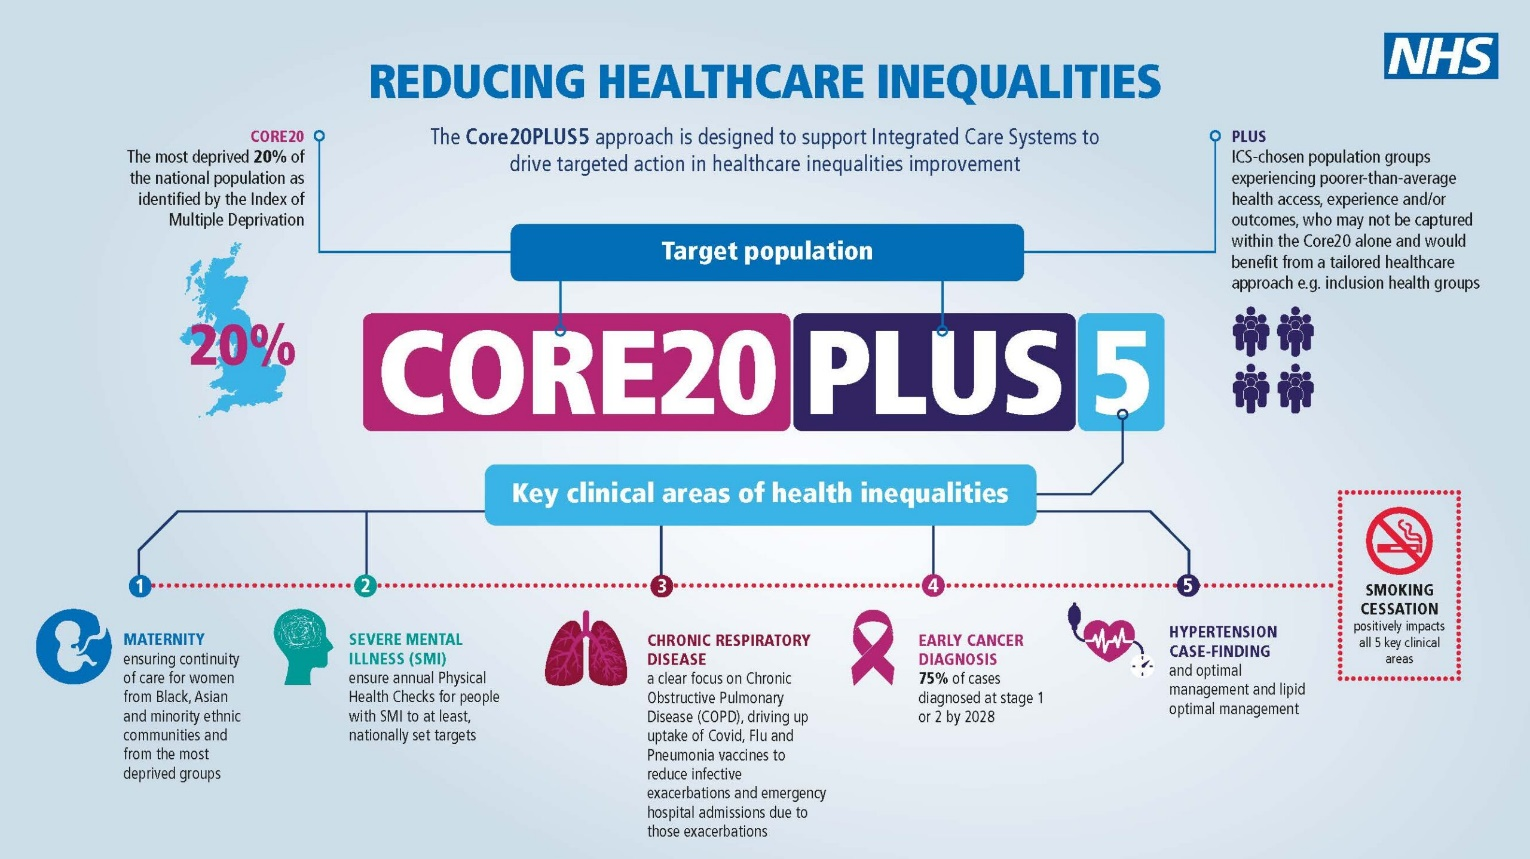 NHS
REDUCING HEALTHCARE INEQUALITIES
The Core20PLUS5 approach is designed to support Integrated Care Systems to
drive targeted action in healthcare inequalities improvement
CORE20
The most deprived 20% of
the national population as
identified by the Index of
Multiple Deprivation
20%
PLUS
ICS-chosen population groups
experiencing poorer-than-average
health access, experience and/or
outcomes, who may not be captured
within the Core20 alone and would
benefit from a tailored healthcare
approach e.g. inclusion health groups
Target population
CORE20 PLUS 5
Key clinical areas of health inequalities
1
MATERNITY
ensuring continuity
of care for women
from Black, Asian
and minority ethnic
communities and
from the most
deprived groups
2
SEVERE MENTAL
ILLNESS (SMI)
ensure annual Physical
Health Checks for people
with SMI to at least,
nationally set targets
3
CHRONIC RESPIRATORY
DISEASE
a clear focus on Chronic
Obstructive Pulmonary
Disease (COPD), driving up
uptake of Covid, Flu and
Pneumonia vaccines to
reduce infective
exacerbations and emergency
hospital admissions due to
those exacerbations
4
EARLY CANCER
DIAGNOSIS
75% of cases
diagnosed at stage 1
or 2 by 2028
5
HYPERTENSION
CASE-FINDING
and optimal
management and lipid
optimal management
SMOKING
CESSATION
positively impacts
all 5 key clinical
areas